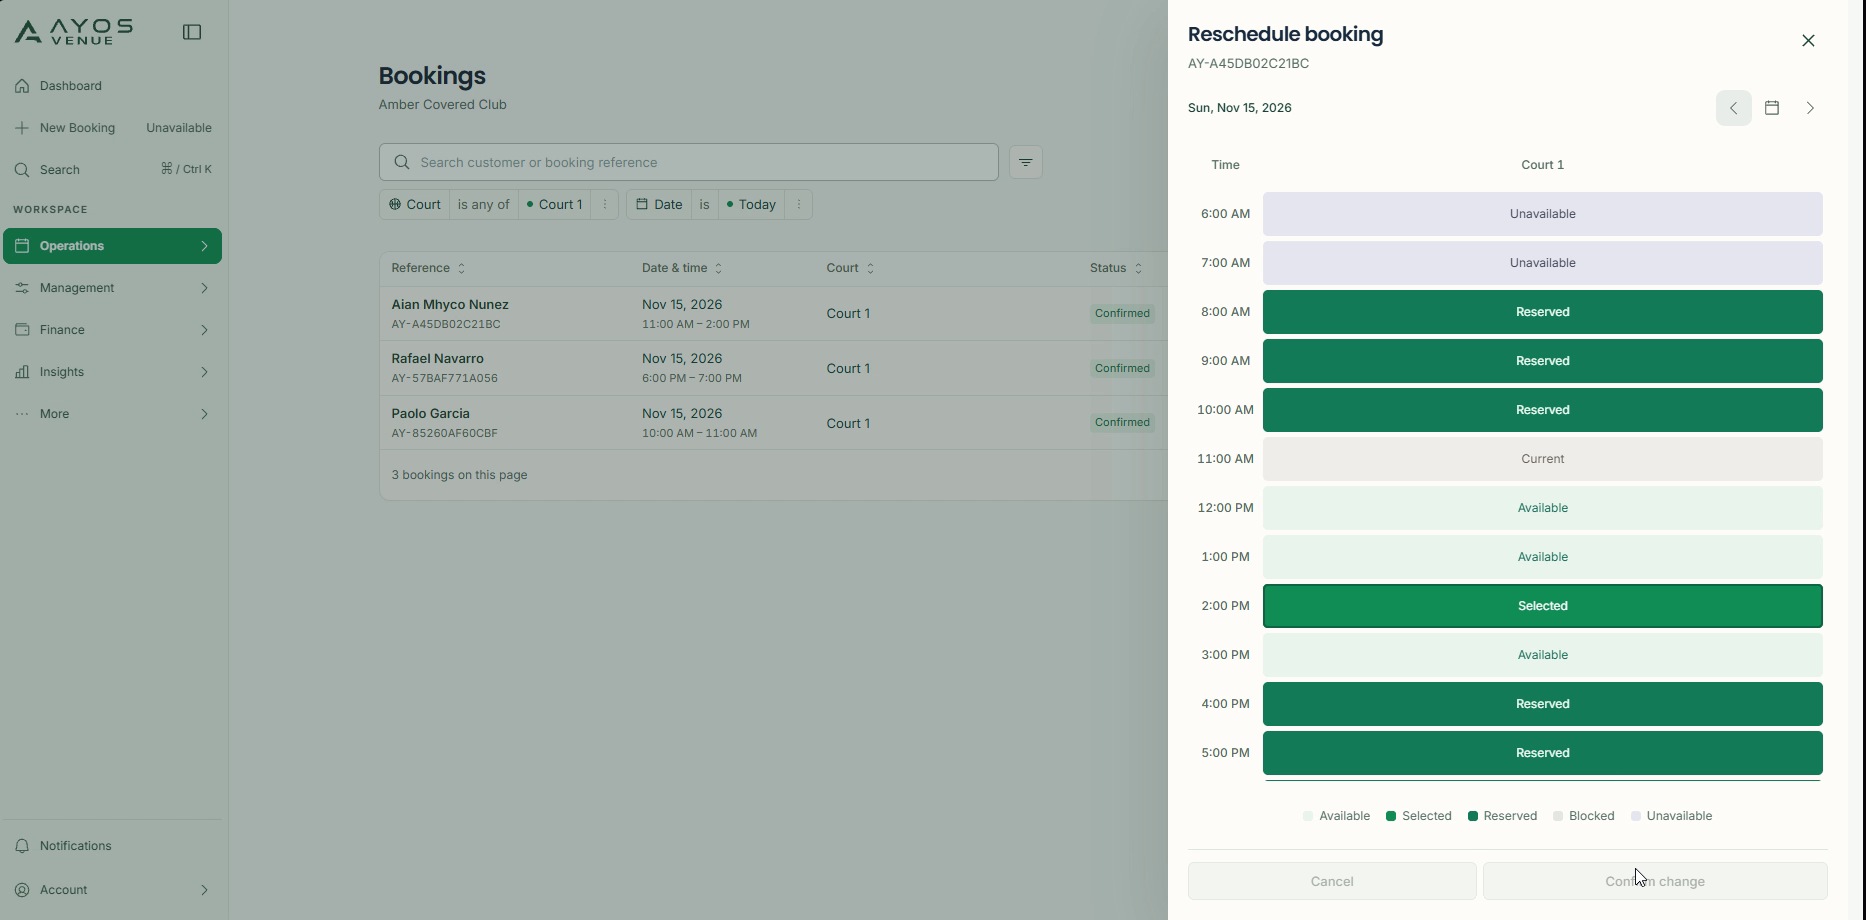 AYOS
VENUE
Dashboard
New Booking Unavailable
Search ⌘ / Ctrl K
WORKSPACE
Operations
Management
Finance
Insights
More
Notifications
Account
Bookings
Amber Covered Club
Search customer or booking reference
Court is any of Court 1 Date is Today
Reference Date & time Court Status
Aian Mhyco Nunez Nov 15, 2026 Court 1 Confirmed
AY-A45DB02C21BC 11:00 AM – 2:00 PM
Rafael Navarro Nov 15, 2026 Court 1 Confirmed
AY-57BAF771A056 6:00 PM – 7:00 PM
Paolo Garcia Nov 15, 2026 Court 1 Confirmed
AY-85260AF60CBF 10:00 AM – 11:00 AM
3 bookings on this page
Reschedule booking
AY-A45DB02C21BC
Sun, Nov 15, 2026
Time Court 1
6:00 AM Unavailable
7:00 AM Unavailable
8:00 AM Reserved
9:00 AM Reserved
10:00 AM Reserved
11:00 AM Current
12:00 PM Available
1:00 PM Available
2:00 PM Selected
3:00 PM Available
4:00 PM Reserved
5:00 PM Reserved
Available Selected Reserved Blocked Unavailable
Cancel Confirm change